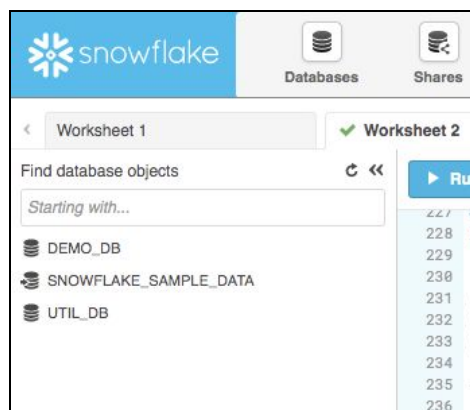 snowflake
Databases
Shares
Worksheet 1
Worksheet 2
Find database objects
Starting with...
DEMO_DB
SNOWFLAKE_SAMPLE_DATA
UTIL_DB
Ru
227
228
229
230
231
232
233
234
235
236